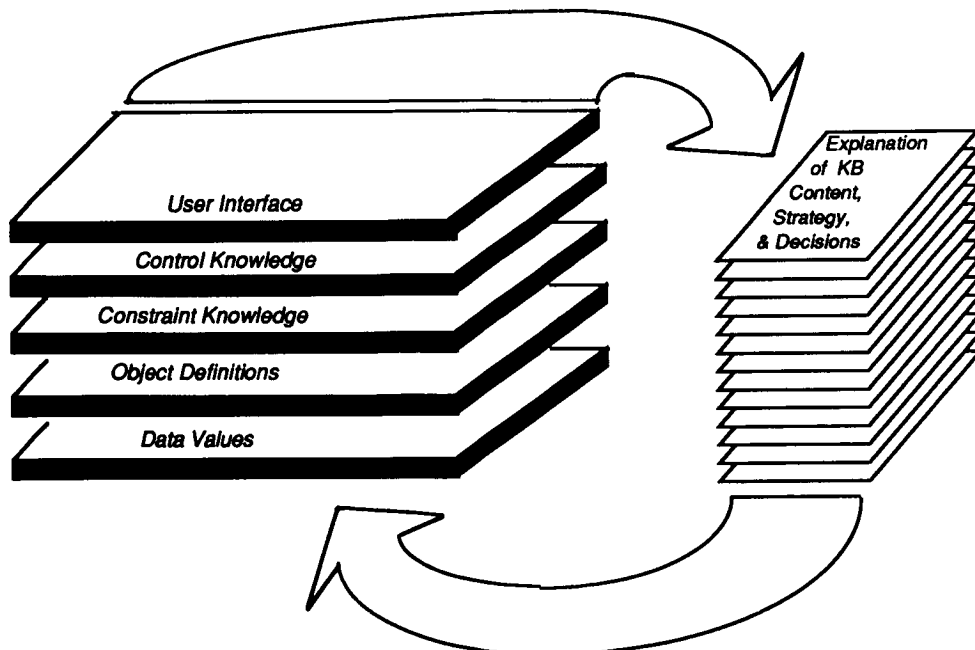 User Interface
Control Knowledge
Constraint Knowledge
Object Definitions
Data Values
Explanation
of KB
Content,
Strategy,
& Decisions